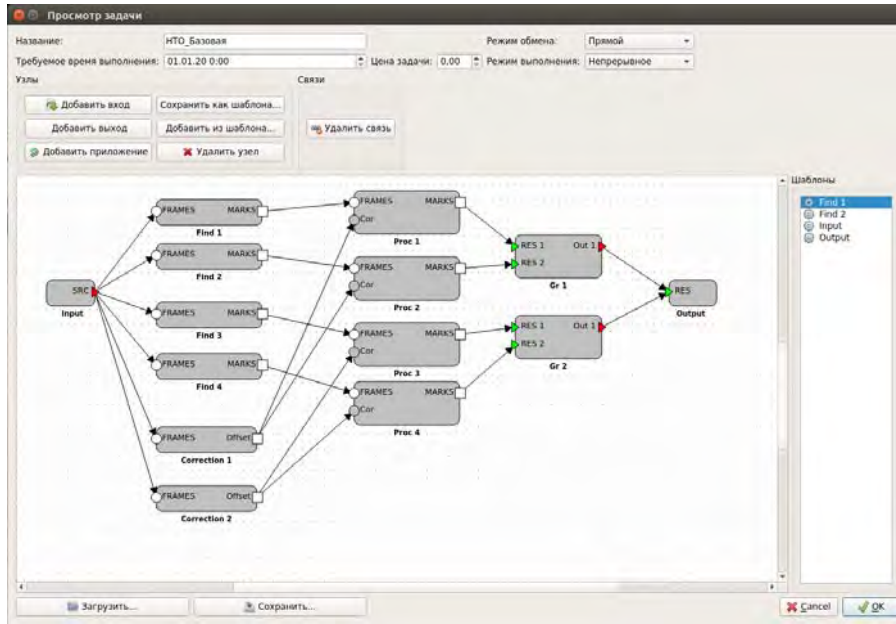 Просмотр задачи
Название: НТО_Базовая Режим обмена: Прямой
Требуемое время выполнения: 01.01.20 0:00 Цена задачи: 0,00 Режим выполнения: Непрерывное
Узлы Связи
Добавить вход Сохранить как шаблона...
Добавить выход Добавить из шаблона... Удалить связь
Добавить приложение Удалить узел
Шаблоны
Find 1
Find 2
Input
Output
SRC
Input
FRAMES MARKS
Find 1
FRAMES MARKS
Find 2
FRAMES MARKS
Find 3
FRAMES MARKS
Find 4
FRAMES Offset
Correction 1
FRAMES Offset
Correction 2
FRAMES MARKS
Cor
Proc 1
FRAMES MARKS
Cor
Proc 2
FRAMES MARKS
Cor
Proc 3
FRAMES MARKS
Cor
Proc 4
RES 1 Out 1
RES 2
Gr 1
RES 1 Out 1
RES 2
Gr 2
RES
Output
Загрузить... Сохранить... Cancel OK